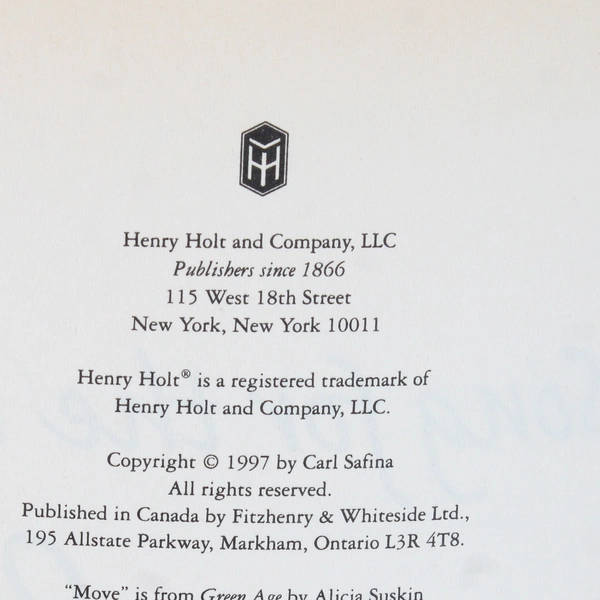 Henry Holt and Company, LLC
Publishers since 1866
115 West 18th Street
New York, New York 10011
Henry Holt® is a registered trademark of
Henry Holt and Company, LLC.
Copyright © 1997 by Carl Safina
All rights reserved.
Published in Canada by Fitzhenry & Whiteside Ltd.,
195 Allstate Parkway, Markham, Ontario L3R 4T8.
“Move” is from Green Age by Alicia Suskin